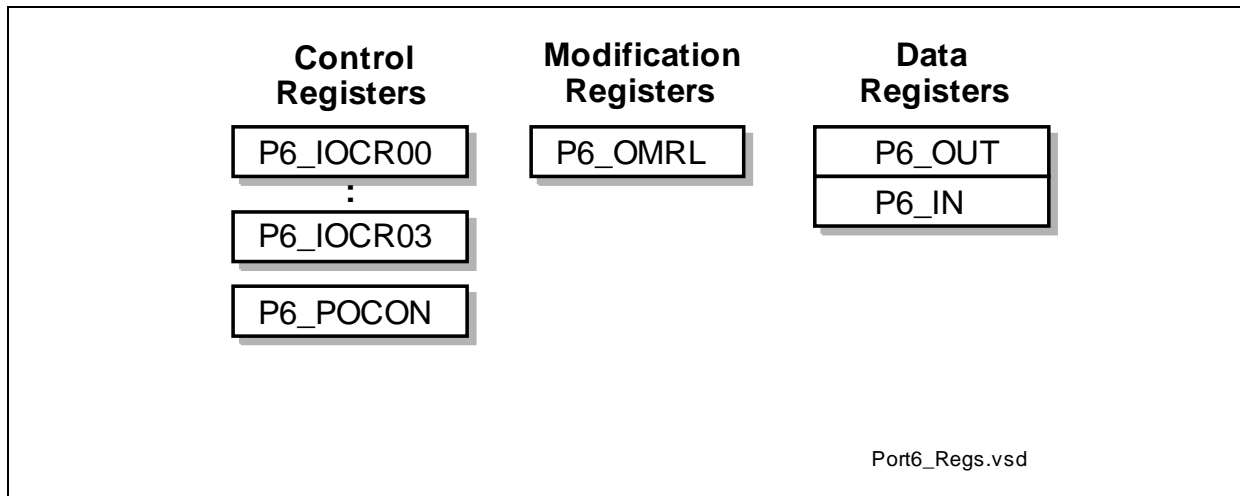 Control
Registers
P6_IOCR00
:
P6_IOCR03
P6_POCON
Modification
Registers
P6_OMRL
Data
Registers
P6_OUT
P6_IN
Port6_Regs.vsd